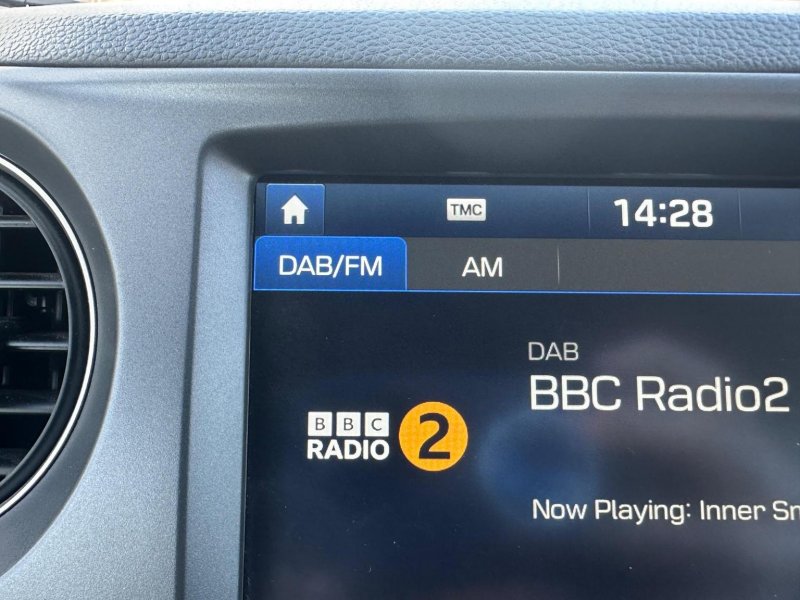 TMC 14:28
DAB/FM AM
DAB
BBC Radio2
BBC
RADIO 2
Now Playing: Inner